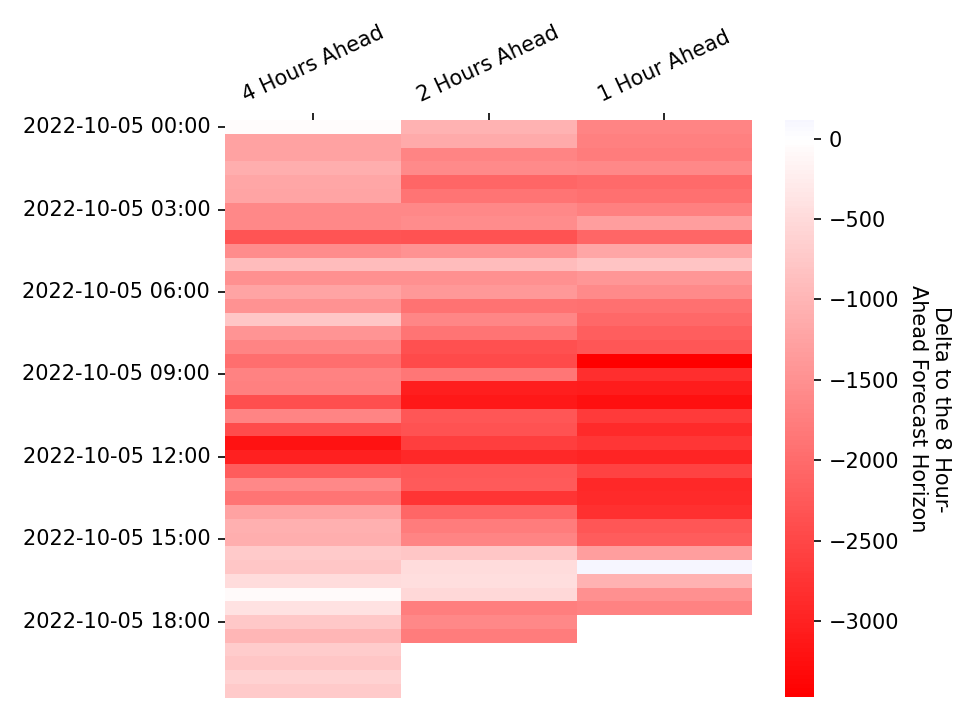 4 Hours Ahead
2 Hours Ahead
1 Hour Ahead
2022-10-05 00:00
2022-10-05 03:00
2022-10-05 06:00
2022-10-05 09:00
2022-10-05 12:00
2022-10-05 15:00
2022-10-05 18:00
0
−500
−1000
−1500
−2000
−2500
−3000
Delta to the 8 Hour-
Ahead Forecast Horizon